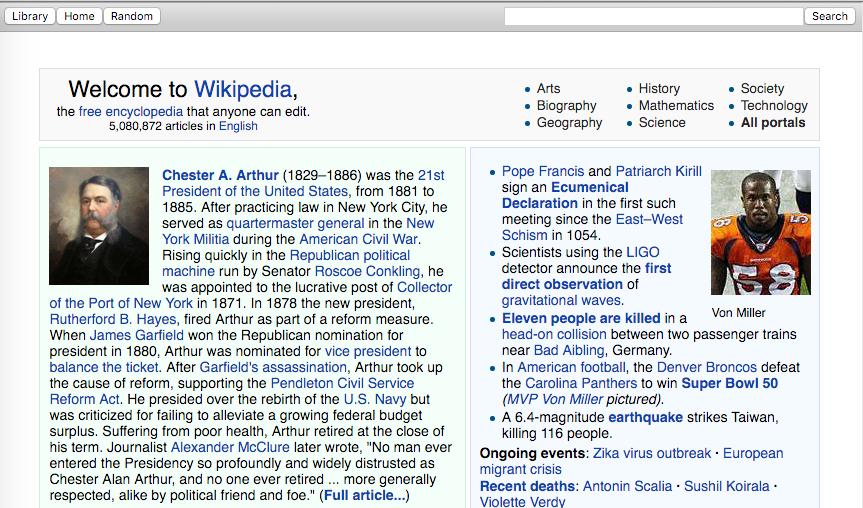 Library Home Random Search
Welcome to Wikipedia,
the free encyclopedia that anyone can edit.
5,080,872 articles in English
Arts
Biography
Geography
History
Mathematics
Science
Society
Technology
All portals
Chester A. Arthur (1829–1886) was the 21st
President of the United States, from 1881 to
1885. After practicing law in New York City, he
served as quartermaster general in the New
York Militia during the American Civil War.
Rising quickly in the Republican political
machine run by Senator Roscoe Conkling, he
was appointed to the lucrative post of Collector
of the Port of New York in 1871. In 1878 the new president,
Rutherford B. Hayes, fired Arthur as part of a reform measure.
When James Garfield won the Republican nomination for
president in 1880, Arthur was nominated for vice president to
balance the ticket. After Garfield's assassination, Arthur took up
the cause of reform, supporting the Pendleton Civil Service
Reform Act. He presided over the rebirth of the U.S. Navy but
was criticized for failing to alleviate a growing federal budget
surplus. Suffering from poor health, Arthur retired at the close of
his term. Journalist Alexander McClure later wrote, "No man ever
entered the Presidency so profoundly and widely distrusted as
Chester Alan Arthur, and no one ever retired ... more generally
respected, alike by political friend and foe." (Full article...)
Pope Francis and Patriarch Kirill
sign an Ecumenical
Declaration in the first such
meeting since the East–West
Schism in 1054.
Scientists using the LIGO
detector announce the first
direct observation of
gravitational waves.
58
Von Miller
Eleven people are killed in a
head-on collision between two passenger trains
near Bad Aibling, Germany.
In American football, the Denver Broncos defeat
the Carolina Panthers to win Super Bowl 50
(MVP Von Miller pictured).
A 6.4-magnitude earthquake strikes Taiwan,
killing 116 people.
Ongoing events: Zika virus outbreak · European
migrant crisis
Recent deaths: Antonin Scalia · Sushil Koirala ·
Violette Verdy